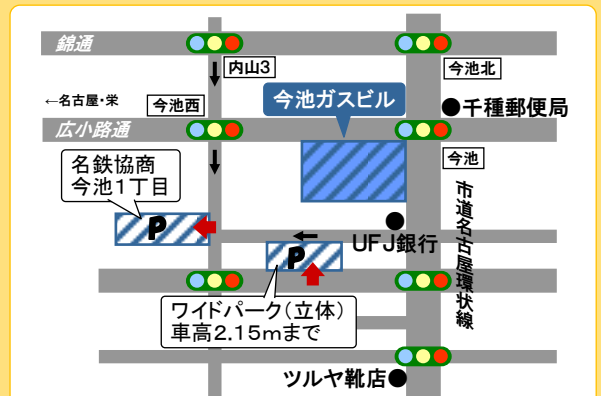 錦通
内山3
今池北
←名古屋・栄
今池西
今池ガスビル
●千種郵便局
広小路通
名鉄協商
今池1丁目
今池
P
UFJ銀行
市道名古屋環状線
P
ワイドパーク(立体)
車高2.15mまで
ツルヤ靴店●